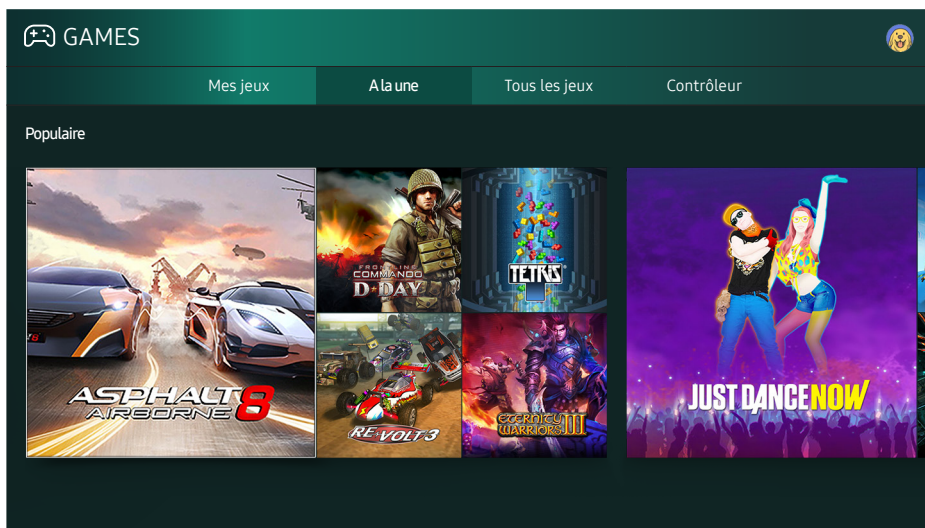 GAMES
Mes jeux
A la une
Tous les jeux
Contrôleur
Populaire
ASPHALT 8
AIRBORNE
FRONTLINE
COMMANDO
D★DAY
TETRIS
RE-VOLT 3
ETERNITY
WARRIORS III
JUST DANCE NOW